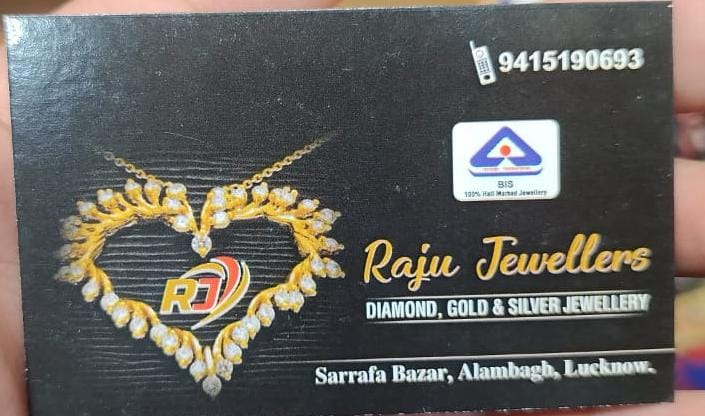 9415190693
BIS
100% Hall Marked Jewellery
Raju Jewellers
RJ
DIAMOND, GOLD & SILVER JEWELLERY
Sarrafa Bazar, Alambagh, Lucknow.